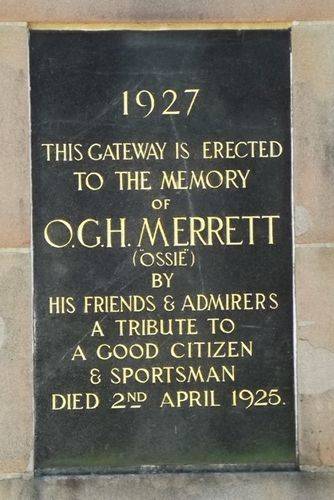 1927
THIS GATEWAY IS ERECTED
TO THE MEMORY
OF
O.G.H. MERRETT
("OSSIE")
BY
HIS FRIENDS & ADMIRERS
A TRIBUTE TO
A GOOD CITIZEN
& SPORTSMAN
DIED 2ND APRIL 1925.